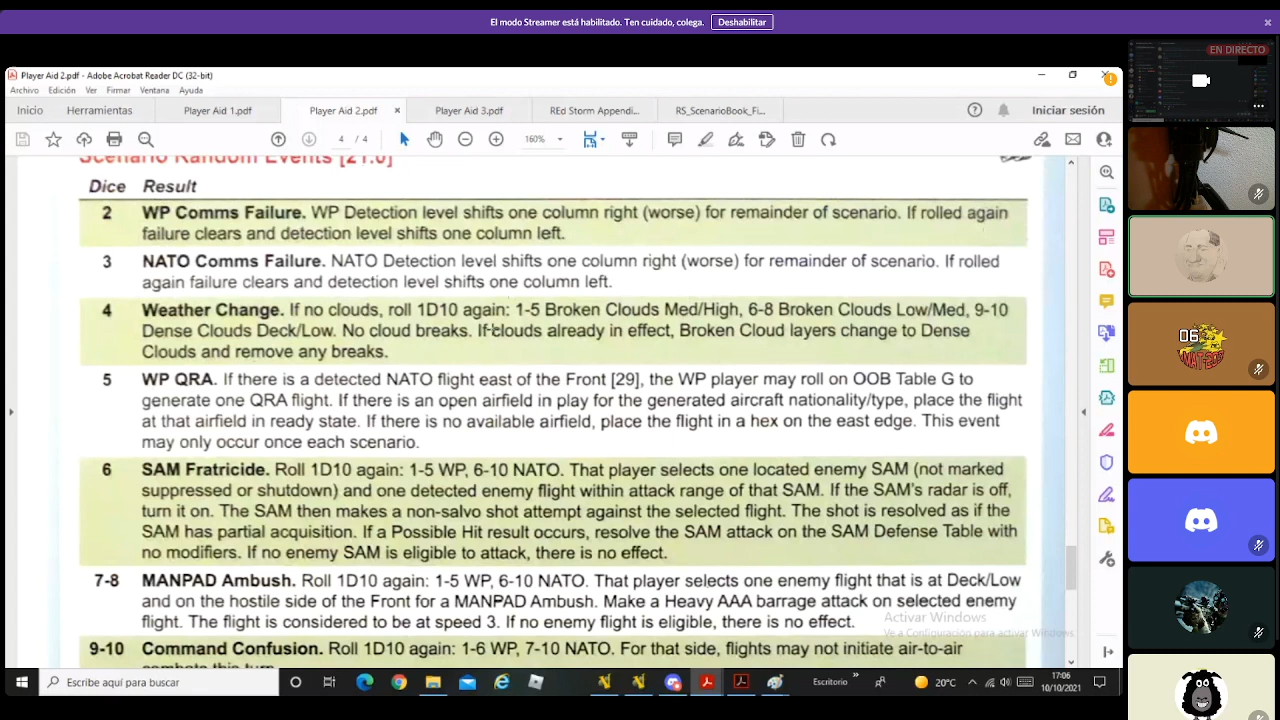 El modo Streamer está habilitado. Ten cuidado, colega. Deshabilitar
EN DIRECTO
Player Aid 2.pdf - Adobe Acrobat Reader DC (32-bit)
Archivo Edición Ver Firmar Ventana Ayuda
Inicio Herramientas Player Aid 1.pdf Player Aid 2.pdf Player Aid 3.pdf REd Storm Appendi... RS_ScenarioBook_Fi... Iniciar sesión
4 / 4 160%
Scenario Random Events [21.0]
Dice Result
2 WP Comms Failure. WP Detection level shifts one column right (worse) for remainder of scenario. If rolled again
failure clears and detection level shifts one column left.
3 NATO Comms Failure. NATO Detection level shifts one column right (worse) for remainder of scenario. If rolled
again failure clears and detection level shifts one column left.
4 Weather Change. If no clouds, roll 1D10 again: 1-5 Broken Clouds Med/High, 6-8 Broken Clouds Low/Med, 9-10
Dense Clouds Deck/Low. No cloud breaks. If clouds already in effect, Broken Cloud layers change to Dense
Clouds and remove any breaks.
5 WP QRA. If there is a detected NATO flight east of the Front [29], the WP player may roll on OOB Table G to
generate one QRA flight. If there is an open airfield in play for the generated aircraft nationality/type, place the flight
at that airfield in ready state. If there is no available airfield, place the flight in a hex on the east edge. This event
may only occur once each scenario.
6 SAM Fratricide. Roll 1D10 again: 1-5 WP, 6-10 NATO. That player selects one located enemy SAM (not marked
suppressed or shutdown) and one detected enemy flight within attack range of that SAM. If the SAM's radar is off,
turn it on. The SAM then makes a non-salvo shot attempt against the selected flight. The shot is resolved as if the
SAM has partial acquisition. If a Possible Hit result occurs, resolve the SAM attack on the SAM Defense Table with
no modifiers. If no enemy SAM is eligible to attack, there is no effect.
7-8 MANPAD Ambush. Roll 1D10 again: 1-5 WP, 6-10 NATO. That player selects one enemy flight that is at Deck/Low
and on the hostile side of the Front for a MANPAD Ambush. Make a Heavy AAA barrage attack on selected enemy
flight. The flight is considered to be at speed 3. If no enemy flight is eligible, there is no effect.
Activar Windows
Ve a Configuración para activar Windows.
9-10 Command Confusion. Roll 1D10 again: 1-6 WP, 7-10 NATO. For that side, flights may not initiate air-to-air
combats this turn.
06
MAT-203
Escribe aquí para buscar
Escritorio
20°C
17:06
10/10/2021